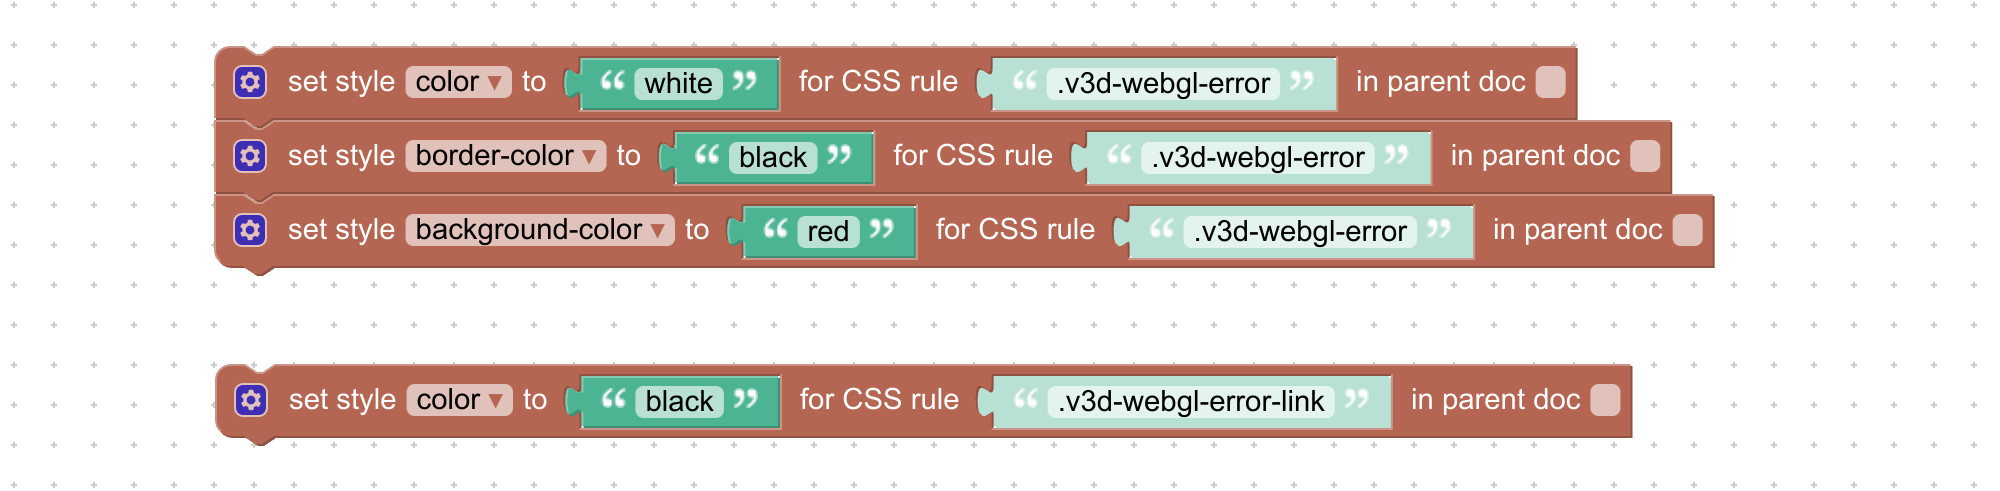 set style color ▼ to “ white ” for CSS rule “ .v3d-webgl-error ” in parent doc
set style border-color ▼ to “ black ” for CSS rule “ .v3d-webgl-error ” in parent doc
set style background-color ▼ to “ red ” for CSS rule “ .v3d-webgl-error ” in parent doc
set style color ▼ to “ black ” for CSS rule “ .v3d-webgl-error-link ” in parent doc